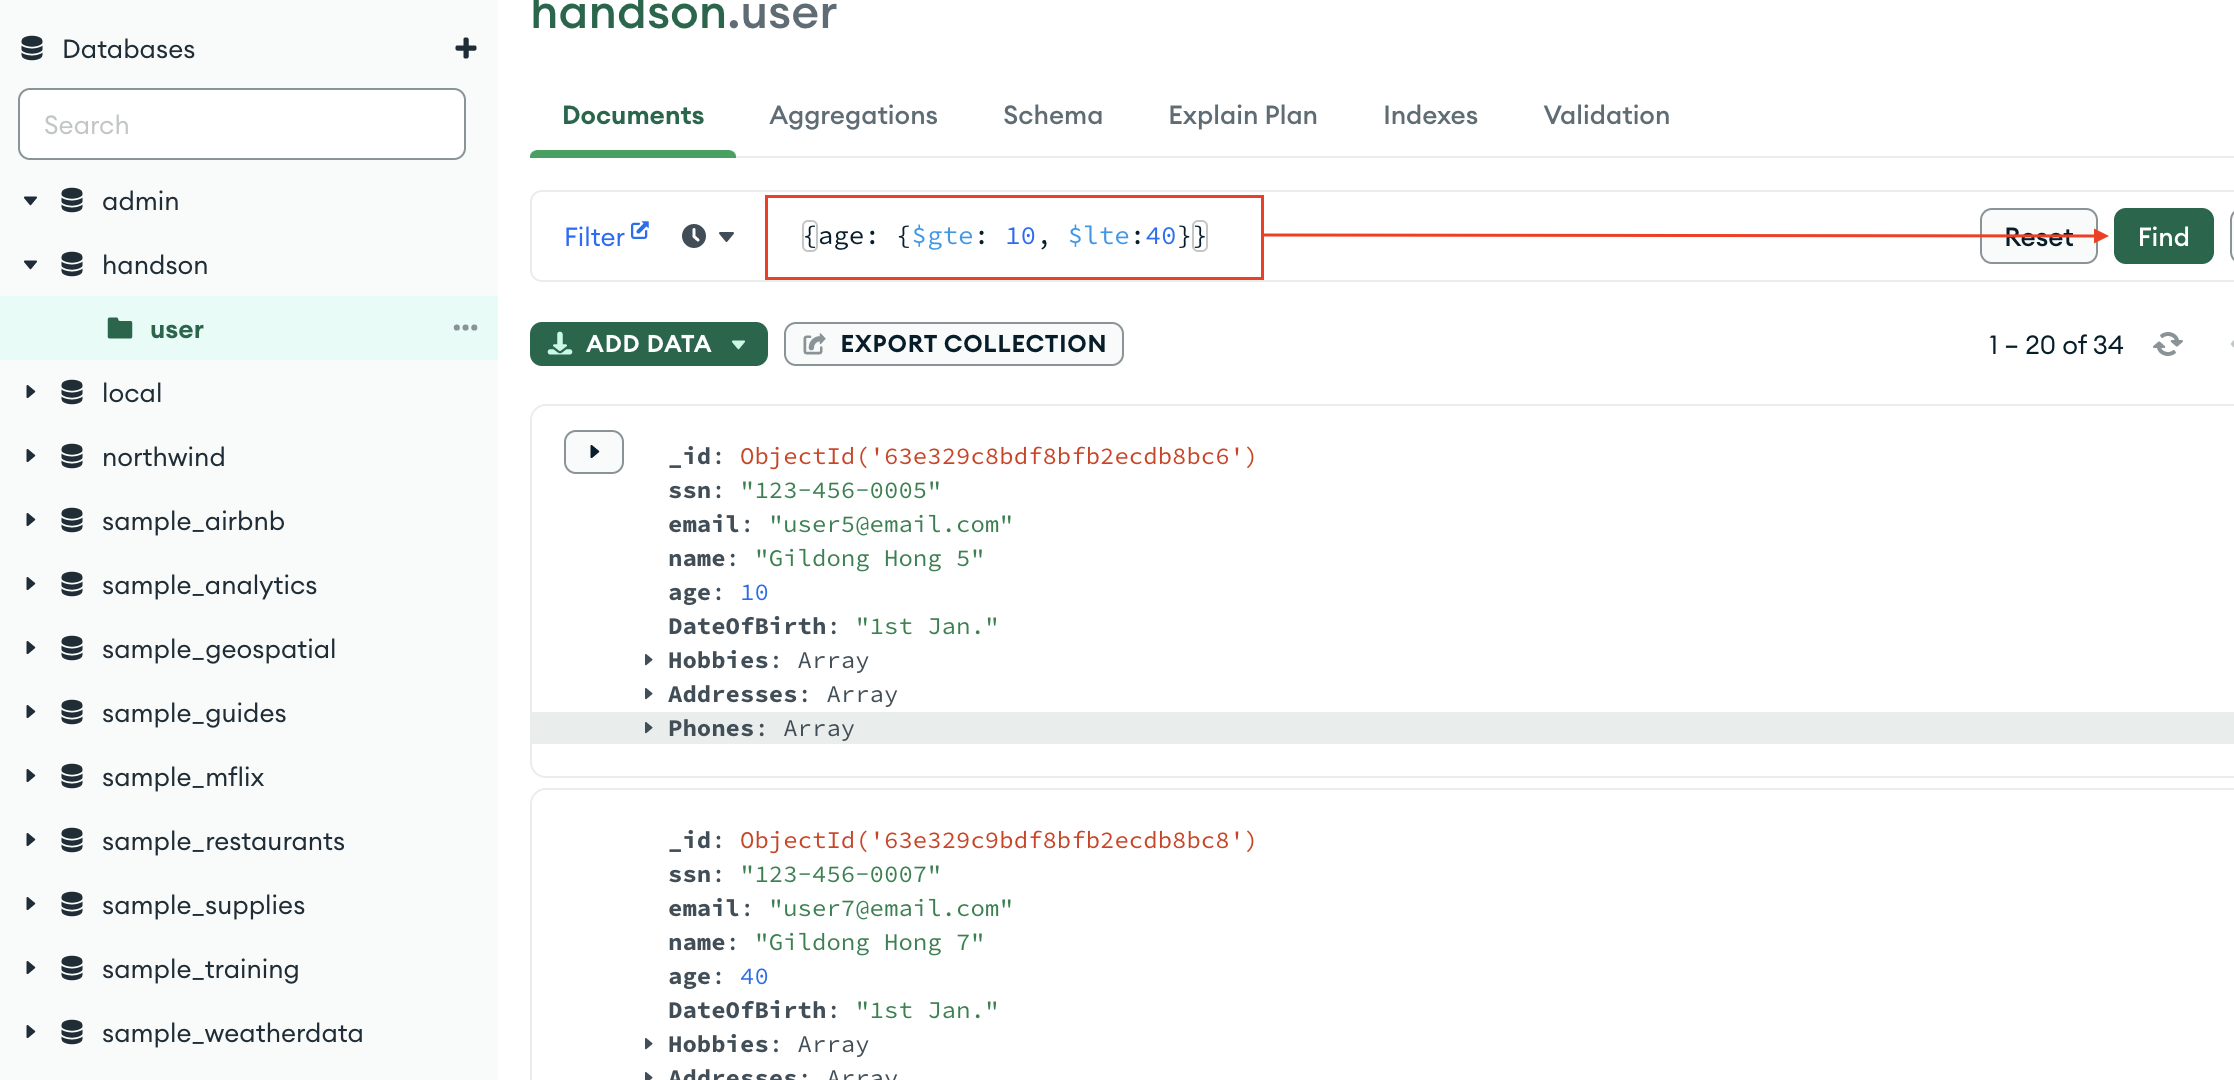 handson.user
Databases
Search
admin
handson
user
local
northwind
sample_airbnb
sample_analytics
sample_geospatial
sample_guides
sample_mflix
sample_restaurants
sample_supplies
sample_training
sample_weatherdata
Documents Aggregations Schema Explain Plan Indexes Validation
Filter {age: {$gte: 10, $lte:40}} Reset Find
ADD DATA EXPORT COLLECTION 1 – 20 of 34
_id: ObjectId('63e329c8bdf8bfb2ecdb8bc6')
ssn: "123-456-0005"
email: "user5@email.com"
name: "Gildong Hong 5"
age: 10
DateOfBirth: "1st Jan."
Hobbies: Array
Addresses: Array
Phones: Array
_id: ObjectId('63e329c9bdf8bfb2ecdb8bc8')
ssn: "123-456-0007"
email: "user7@email.com"
name: "Gildong Hong 7"
age: 40
DateOfBirth: "1st Jan."
Hobbies: Array
Addresses: Array